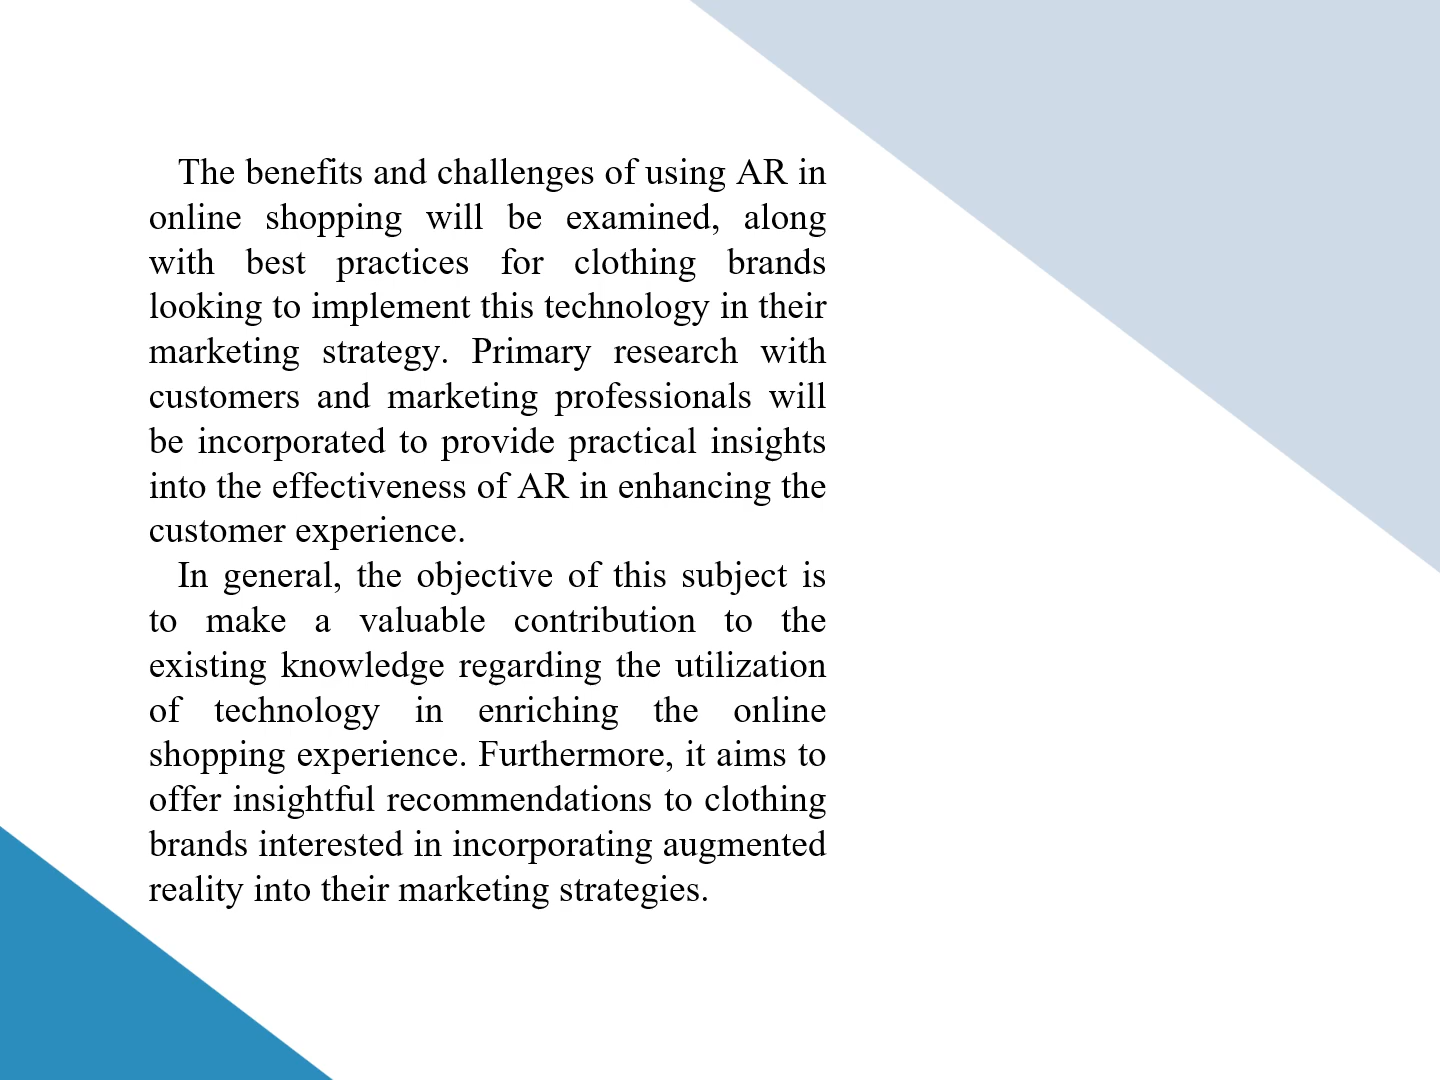 The benefits and challenges of using AR in
online shopping will be examined, along
with best practices for clothing brands
looking to implement this technology in their
marketing strategy. Primary research with
customers and marketing professionals will
be incorporated to provide practical insights
into the effectiveness of AR in enhancing the
customer experience.
In general, the objective of this subject is
to make a valuable contribution to the
existing knowledge regarding the utilization
of technology in enriching the online
shopping experience. Furthermore, it aims to
offer insightful recommendations to clothing
brands interested in incorporating augmented
reality into their marketing strategies.